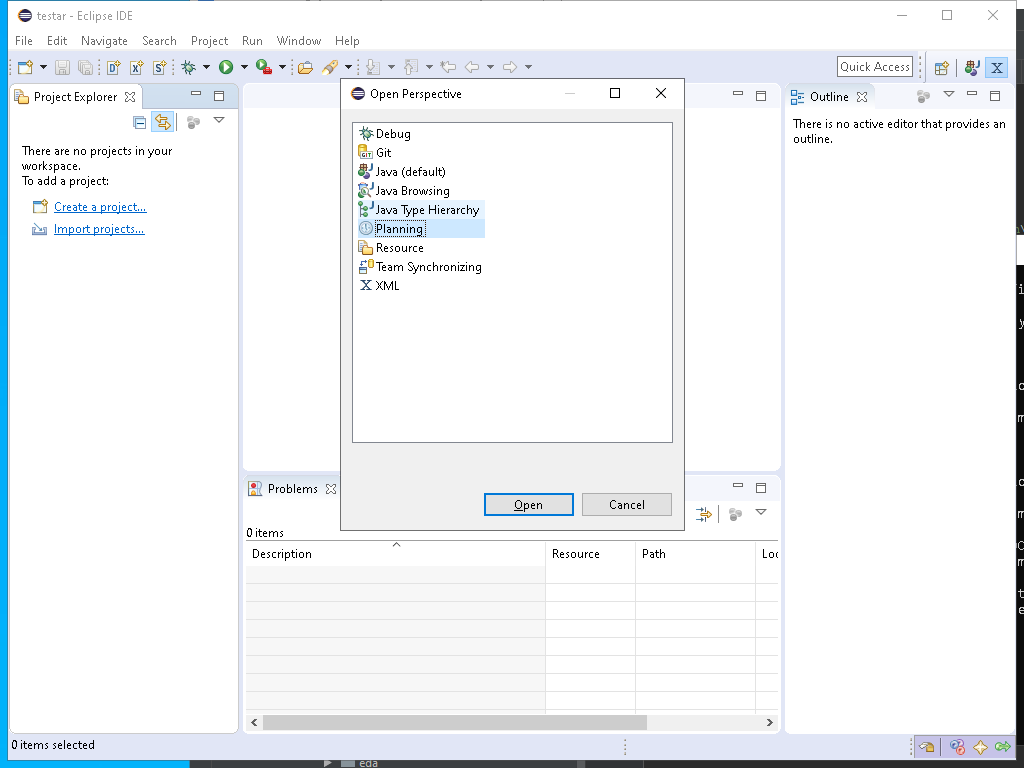 testar - Eclipse IDE
File Edit Navigate Search Project Run Window Help
Quick Access
Project Explorer
There are no projects in your
workspace.
To add a project:
Create a project...
Import projects...
Open Perspective
Debug
GIT Git
Java (default)
Java Browsing
Java Type Hierarchy
Planning
Resource
Team Synchronizing
X XML
Open Cancel
Outline
There is no active editor that provides an
outline.
Problems
0 items
Description Resource Path Loc
0 items selected
eda